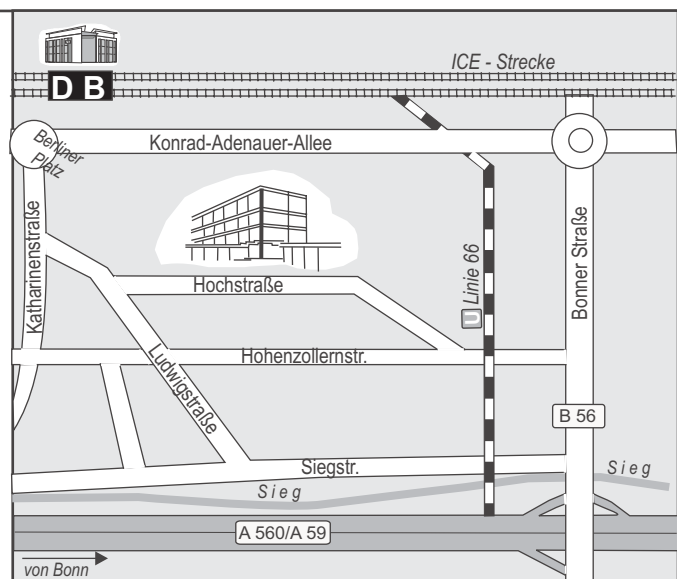 ICE - Strecke
D B
Berliner
Platz
Konrad-Adenauer-Allee
Katharinenstraße
Hochstraße
U Linie 66
Bonner Straße
Ludwigstraße
Hohenzollernstr.
B 56
Siegstr.
Sieg
Sieg
A 560/A 59
von Bonn